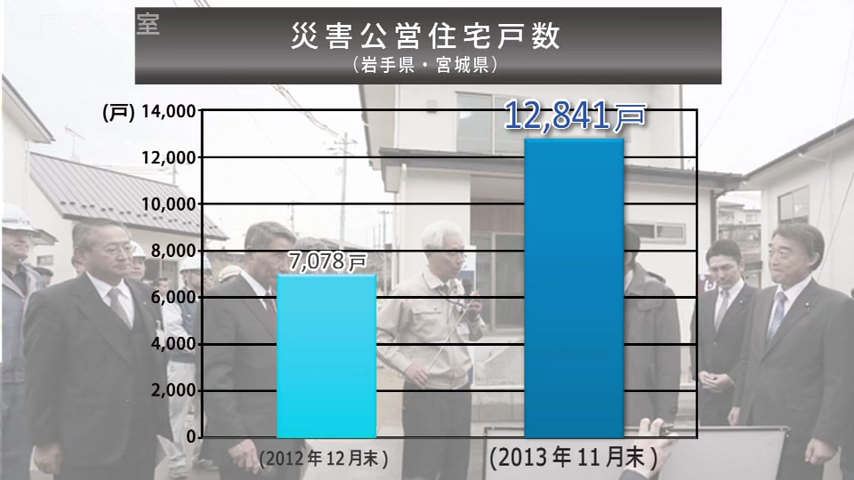 室
災害公営住宅戸数
（岩手県・宮城県）
(戸)
14,000
12,000
10,000
8,000
6,000
4,000
2,000
0
12,841戸
7,078戸
(2012年12月末)
(2013年11月末)